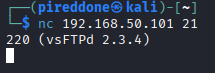 ┌──(pireddone㉿kali)-[~]
└─$ nc 192.168.50.101 21
220 (vsFTPd 2.3.4)